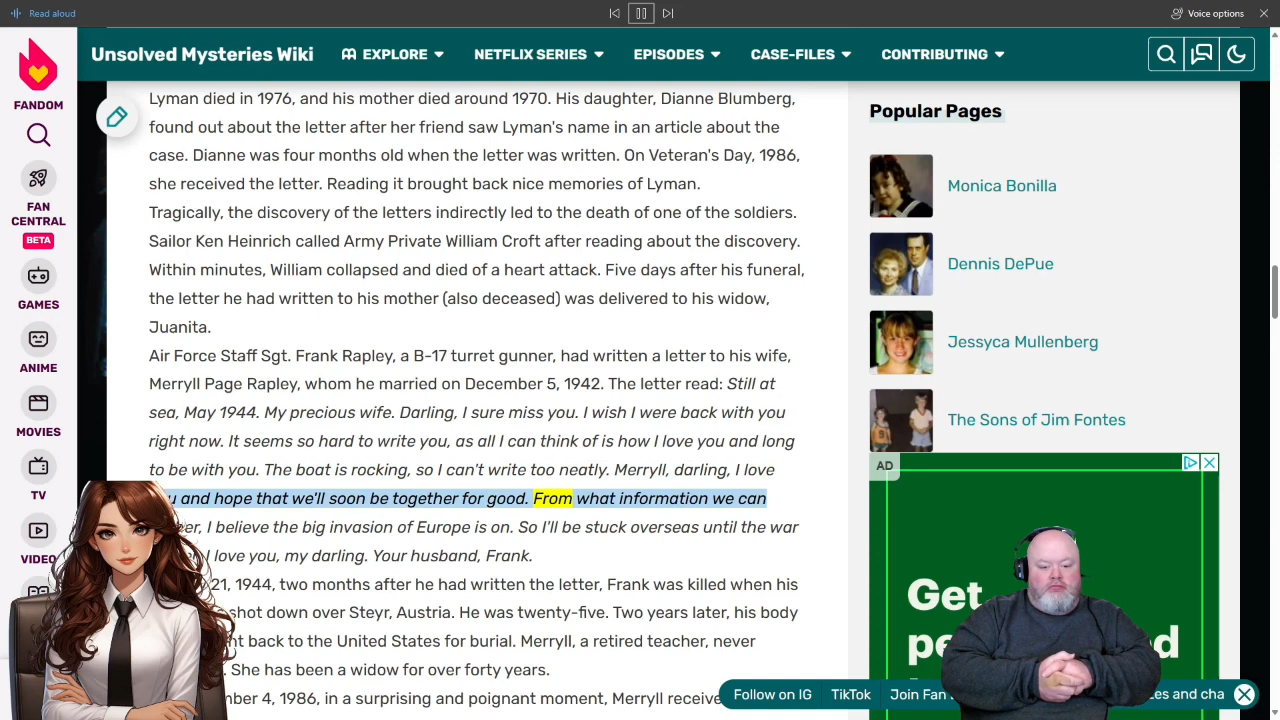 Read aloud
Voice options
Unsolved Mysteries Wiki
EXPLORE
NETFLIX SERIES
EPISODES
CASE-FILES
CONTRIBUTING
FANDOM
FAN
CENTRAL
BETA
GAMES
ANIME
MOVIES
TV
VIDEO
Lyman died in 1976, and his mother died around 1970. His daughter, Dianne Blumberg,
found out about the letter after her friend saw Lyman's name in an article about the
case. Dianne was four months old when the letter was written. On Veteran's Day, 1986,
she received the letter. Reading it brought back nice memories of Lyman.
Tragically, the discovery of the letters indirectly led to the death of one of the soldiers.
Sailor Ken Heinrich called Army Private William Croft after reading about the discovery.
Within minutes, William collapsed and died of a heart attack. Five days after his funeral,
the letter he had written to his mother (also deceased) was delivered to his widow,
Juanita.
Air Force Staff Sgt. Frank Rapley, a B-17 turret gunner, had written a letter to his wife,
Merryll Page Rapley, whom he married on December 5, 1942. The letter read: Still at
sea, May 1944. My precious wife. Darling, I sure miss you. I wish I were back with you
right now. It seems so hard to write you, as all I can think of is how I love you and long
to be with you. The boat is rocking, so I can't write too neatly. Merryll, darling, I love
and hope that we'll soon be together for good. From what information we can
I believe the big invasion of Europe is on. So I'll be stuck overseas until the war
I love you, my darling. Your husband, Frank.
21, 1944, two months after he had written the letter, Frank was killed when his
shot down over Steyr, Austria. He was twenty-five. Two years later, his body
back to the United States for burial. Merryll, a retired teacher, never
She has been a widow for over forty years.
4, 1986, in a surprising and poignant moment, Merryll
Popular Pages
Monica Bonilla
Dennis DePue
Jessyca Mullenberg
The Sons of Jim Fontes
AD
Get
Follow on IG
TikTok
Join Fan